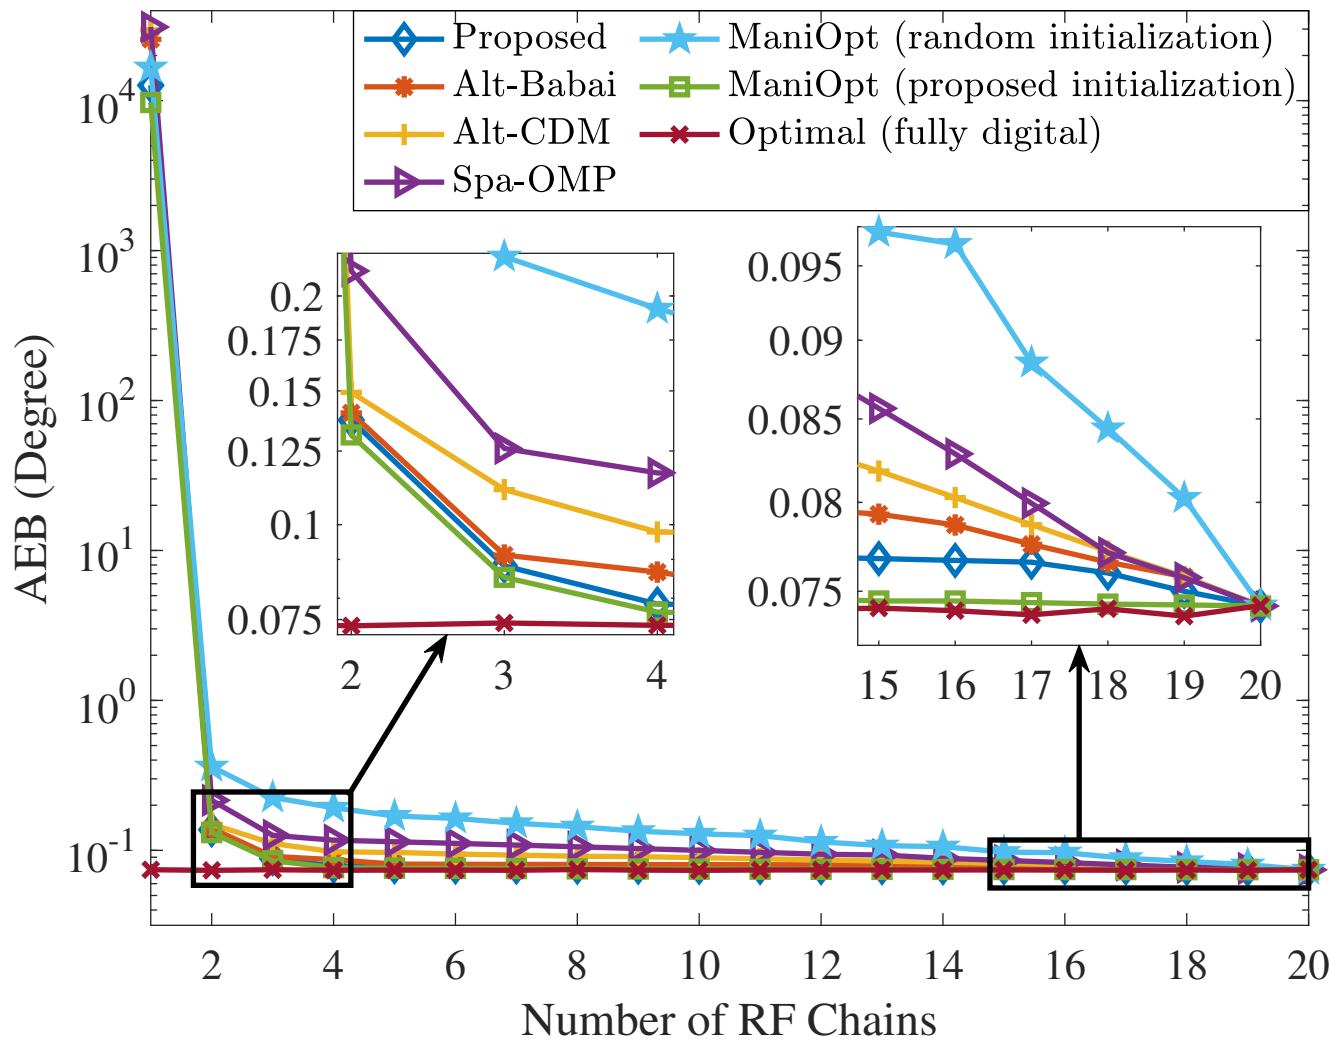 Proposed
Alt-Babai
Alt-CDM
Spa-OMP
ManiOpt (random initialization)
ManiOpt (proposed initialization)
Optimal (fully digital)
AEB (Degree)
10^4
10^3
10^2
10^1
10^0
10^-1
0.2
0.175
0.15
0.125
0.1
0.075
2 3 4
0.095
0.09
0.085
0.08
0.075
15 16 17 18 19 20
2 4 6 8 10 12 14 16 18 20
Number of RF Chains